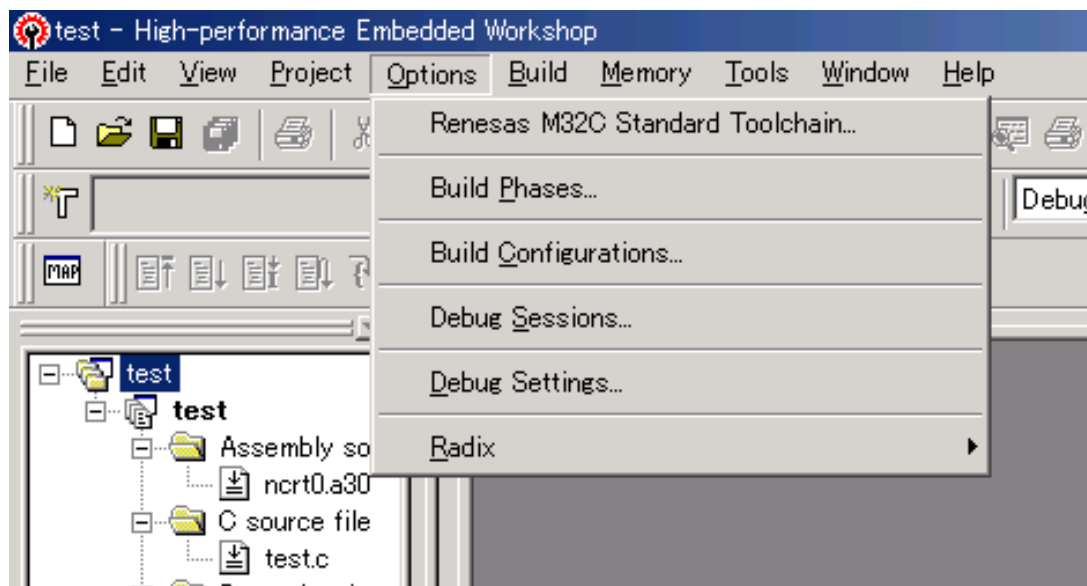 test - High-performance Embedded Workshop
File Edit View Project Options Build Memory Tools Window Help
Renesas M32C Standard Toolchain...
Build Phases...
Debug
MAP
Build Configurations...
Debug Sessions...
Debug Settings...
Radix
test
test
Assembly so
ncrt0.a30
C source file
test.c